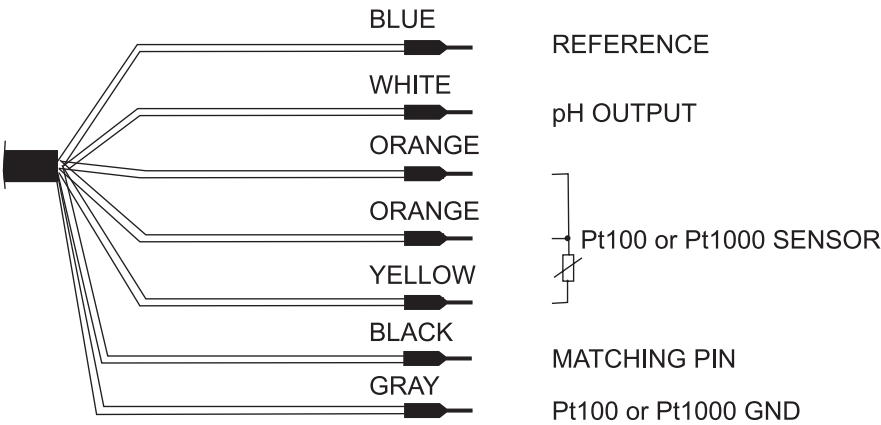 BLUE
REFERENCE
WHITE
pH OUTPUT
ORANGE
ORANGE
Pt100 or Pt1000 SENSOR
YELLOW
BLACK
MATCHING PIN
GRAY
Pt100 or Pt1000 GND